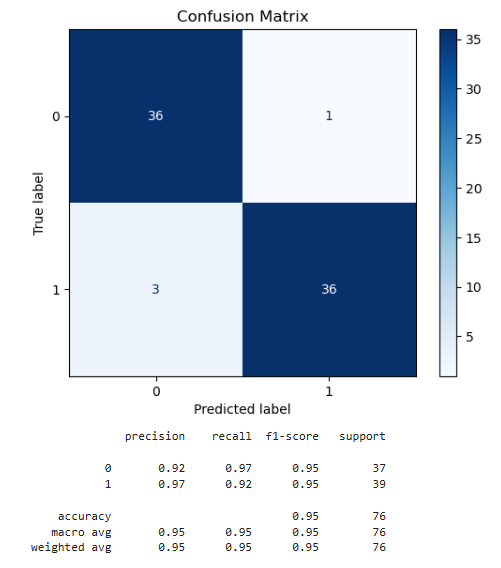 Confusion Matrix
35
0
36
1
30
25
20
True label
15
1
3
36
10
5
0
1
Predicted label
precision recall f1-score support
0 0.92 0.97 0.95 37
1 0.97 0.92 0.95 39
accuracy 0.95 76
macro avg 0.95 0.95 0.95 76
weighted avg 0.95 0.95 0.95 76